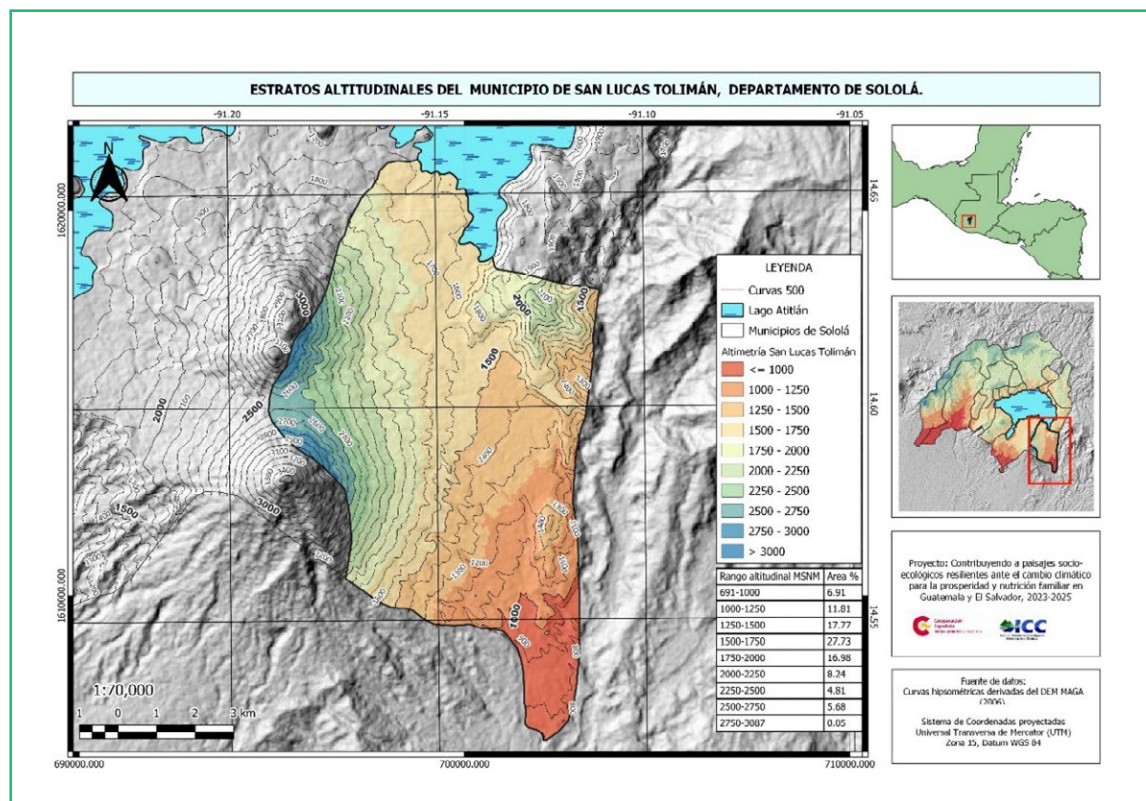 ESTRATOS ALTITUDINALES DEL MUNICIPIO DE SAN LUCAS TOLIMÁN, DEPARTAMENTO DE SOLOLÁ.
-91.20 -91.15 -91.10 -91.05
N
1620000.000
1610000.000
14.65
14.60
14.55
3000
2500
2000
1500
3000
1500
2000
1500
1500
1000
LEYENDA
Curvas 500
Lago Atitlán
Municipios de Sololá
Altimetría San Lucas Tolimán
<= 1000
1000 - 1250
1250 - 1500
1500 - 1750
1750 - 2000
2000 - 2250
2250 - 2500
2500 - 2750
2750 - 3000
> 3000
Rango altitudinal MSNM Area %
691-1000 6.91
1000-1250 11.81
1250-1500 17.77
1500-1750 27.73
1750-2000 16.98
2000-2250 8.24
2250-2500 4.81
2500-2750 5.68
2750-3087 0.05
1:70,000
1 0 1 2 3 km
690000.000 700000.000 710000.000
Proyecto: Contribuyendo a paisajes socio-
ecológicos resilientes ante el cambio climático
para la prosperidad y nutrición familiar en
Guatemala y El Salvador, 2023-2025
Cooperación
Española
ICC
Fuente de datos:
Curvas hipsométricas derivadas del DEM MAGA
(2006)
Sistema de Coordenadas proyectadas
Universal Transversa de Mercator (UTM)
Zona 15, Datum WGS 84